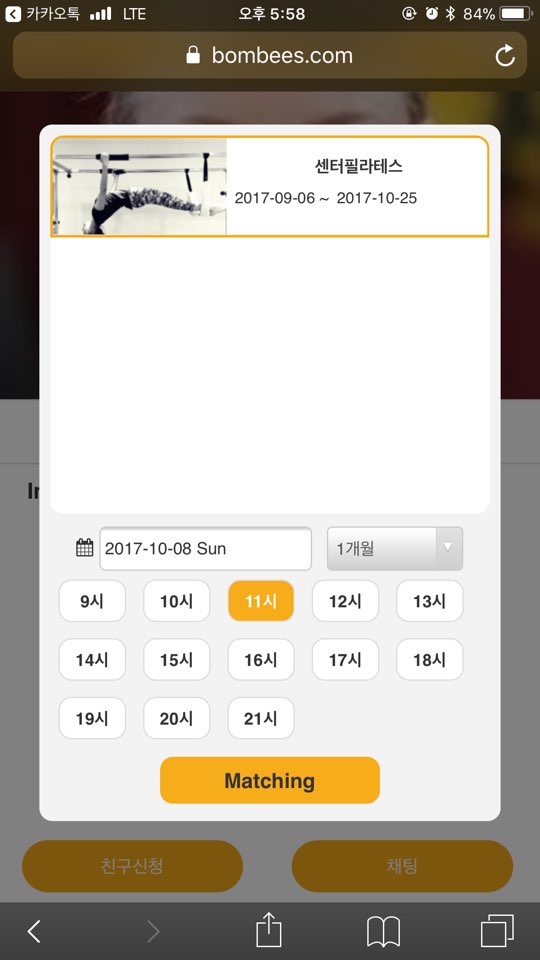 카카오톡 LTE 오후 5:58 84%
bombees.com
센터필라테스
2017-09-06 ~ 2017-10-25
In
2017-10-08 Sun 1개월
9시 10시 11시 12시 13시
14시 15시 16시 17시 18시
19시 20시 21시
Matching
친구신청 채팅